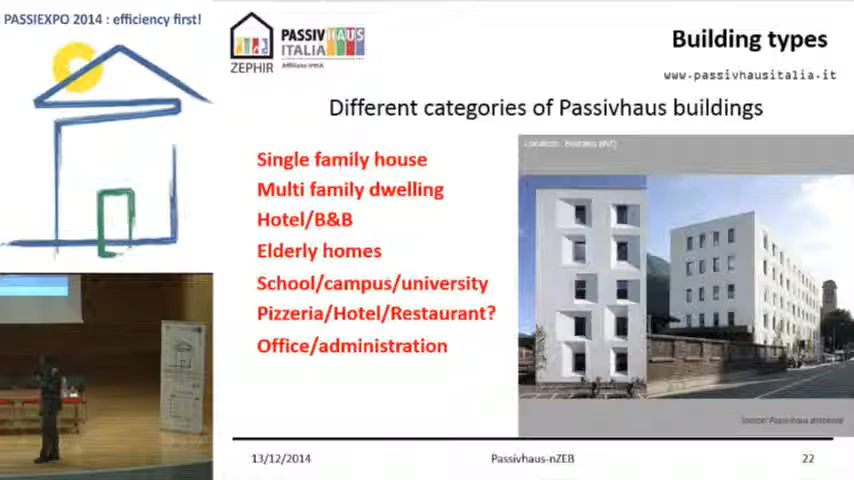 PASSIEXPO 2014 : efficiency first!
ZEPHIR
PASSIVHAUS
ITALIA
Building types
www.passivhausitalia.it
Different categories of Passivhaus buildings
Single family house
Multi family dwelling
Hotel/B&B
Elderly homes
School/campus/university
Pizzeria/Hotel/Restaurant?
Office/administration
13/12/2014
Passivhaus-nZEB
22